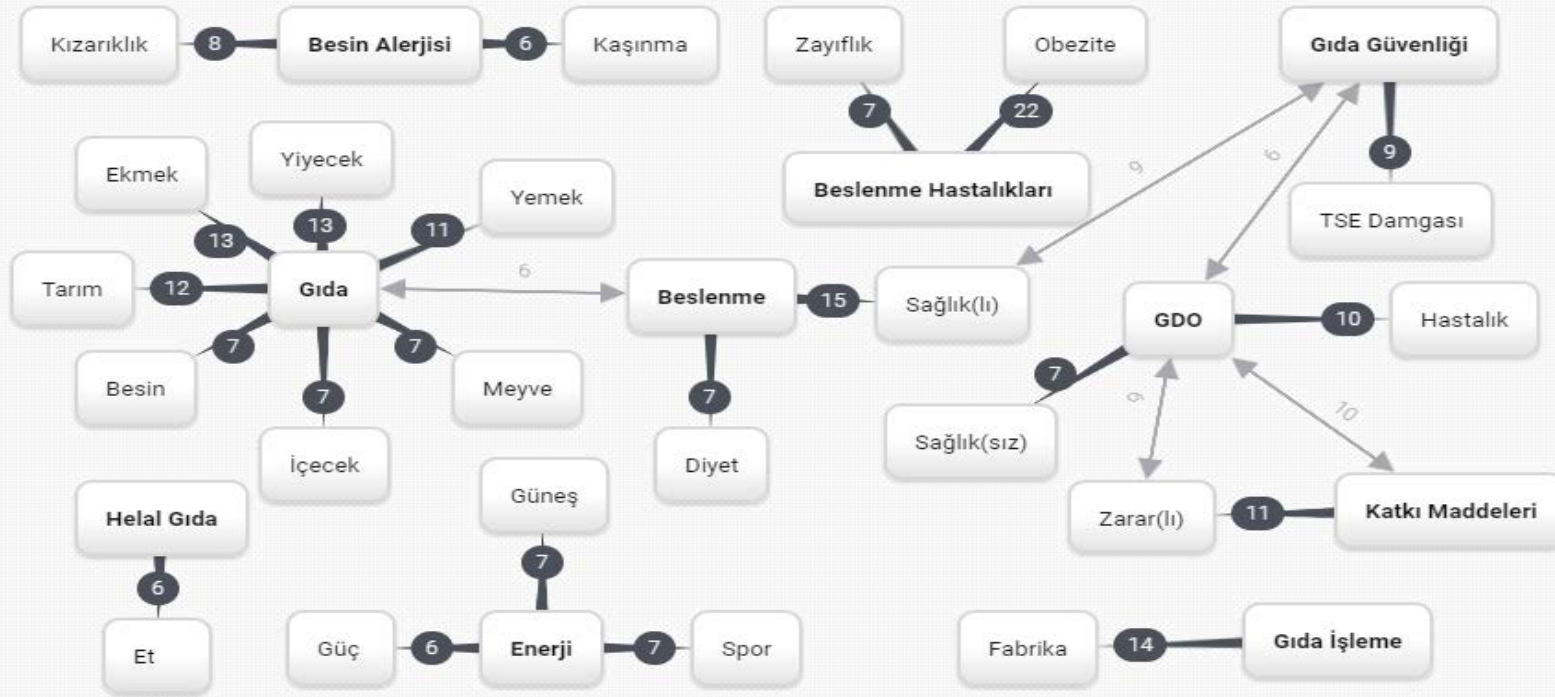 Kızarıklık
8
Besin Alerjisi
6
Kaşınma
Zayıflık
Obezite
7
22
Beslenme Hastalıkları
Gıda Güvenliği
9
TSE Damgası
Ekmek
Yiyecek
Yemek
13
13
11
Tarım
12
Gıda
6
Beslenme
15
Sağlık(lı)
9
6
Besin
7
7
7
Meyve
İçecek
7
Diyet
GDO
10
Hastalık
7
Sağlık(sız)
9
10
Zarar(lı)
11
Katkı Maddeleri
Helal Gıda
6
Et
Güneş
7
Güç
6
Enerji
7
Spor
Fabrika
14
Gıda İşleme